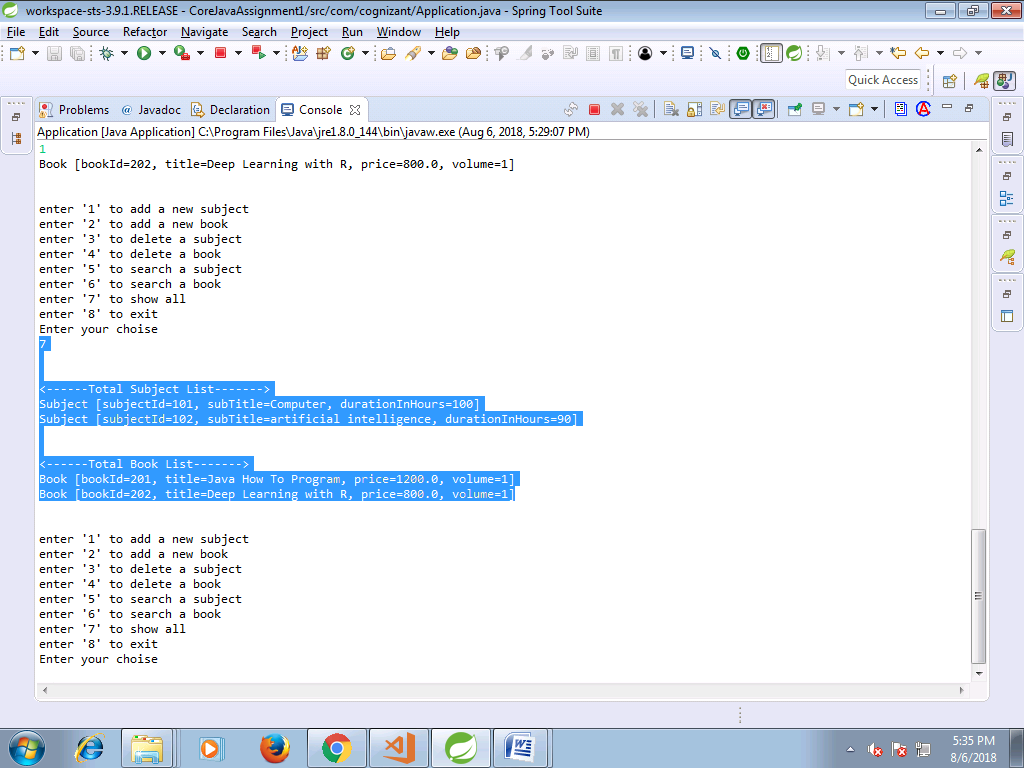 workspace-sts-3.9.1.RELEASE - CoreJavaAssignment1/src/com/cognizant/Application.java - Spring Tool Suite
File Edit Source Refactor Navigate Search Project Run Window Help
Quick Access
Problems @ Javadoc Declaration Console
Application [Java Application] C:\Program Files\Java\jre1.8.0_144\bin\javaw.exe (Aug 6, 2018, 5:29:07 PM)
1
Book [bookId=202, title=Deep Learning with R, price=800.0, volume=1]
enter '1' to add a new subject
enter '2' to add a new book
enter '3' to delete a subject
enter '4' to delete a book
enter '5' to search a subject
enter '6' to search a book
enter '7' to show all
enter '8' to exit
Enter your choise
7
<------Total Subject List------->
Subject [subjectId=101, subTitle=Computer, durationInHours=100]
Subject [subjectId=102, subTitle=artificial intelligence, durationInHours=90]
<------Total Book List------->
Book [bookId=201, title=Java How To Program, price=1200.0, volume=1]
Book [bookId=202, title=Deep Learning with R, price=800.0, volume=1]
enter '1' to add a new subject
enter '2' to add a new book
enter '3' to delete a subject
enter '4' to delete a book
enter '5' to search a subject
enter '6' to search a book
enter '7' to show all
enter '8' to exit
Enter your choise
5:35 PM
8/6/2018